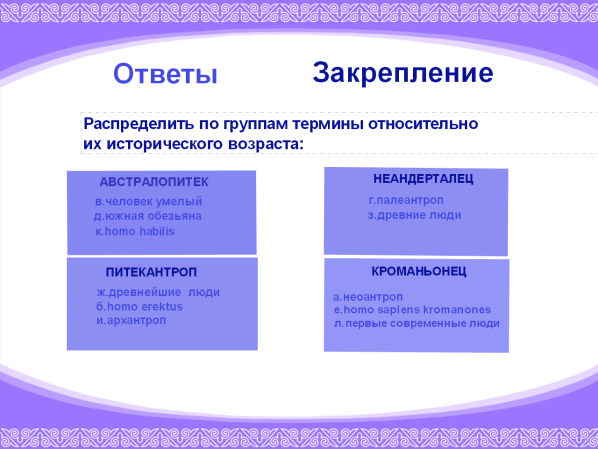 Ответы
Закрепление
Распределить по группам термины относительно
их исторического возраста:
АВСТРАЛОПИТЕК
в.человек умелый
д.южная обезьяна
к.homo habilis
НЕАНДЕРТАЛЕЦ
г.палеантроп
з.древние люди
ПИТЕКАНТРОП
ж.древнейшие люди
б.homo erektus
и.архантроп
КРОМАНЬОНЕЦ
а.неоантроп
е.homo sapiens kromanones
л.первые современные люди